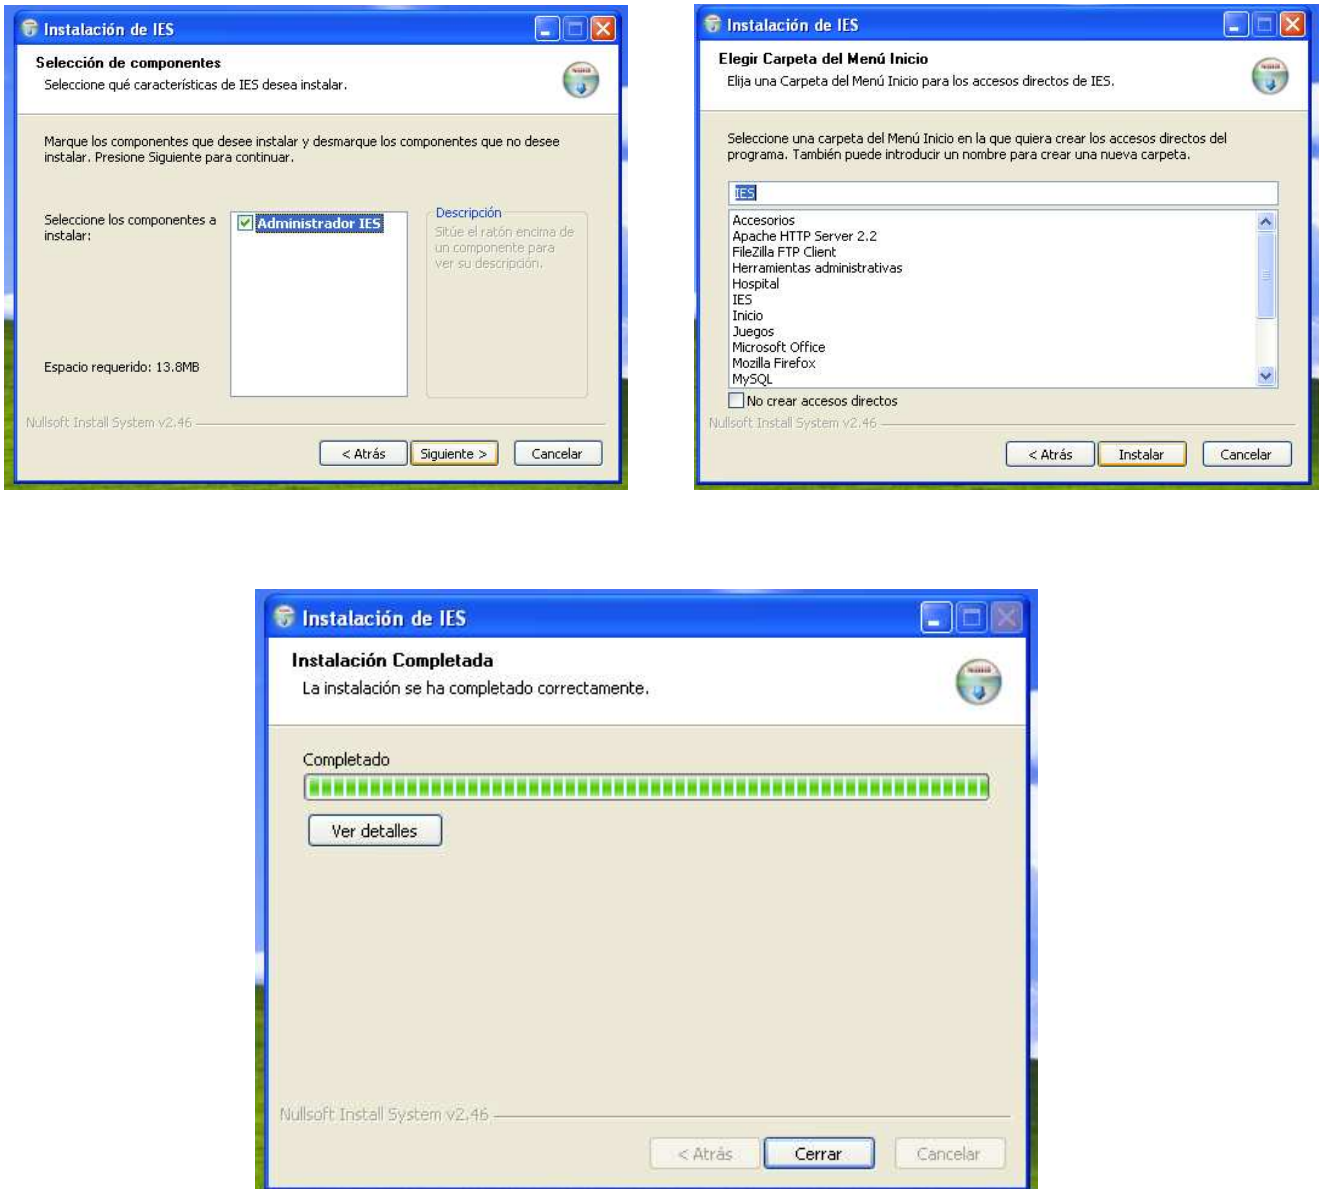 Instalación de IES
Selección de componentes
Seleccione qué características de IES desea instalar.
Marque los componentes que desee instalar y desmarque los componentes que no desee
instalar. Presione Siguiente para continuar.
Seleccione los componentes a
instalar:
Administrador IES
Descripción
Sitúe el ratón encima de
un componente para
ver su descripción.
Espacio requerido: 13.8MB
Nullsoft Install System v2.46
< Atrás
Siguiente >
Cancelar
Instalación de IES
Elegir Carpeta del Menú Inicio
Elija una Carpeta del Menú Inicio para los accesos directos de IES.
Seleccione una carpeta del Menú Inicio en la que quiera crear los accesos directos del
programa. También puede introducir un nombre para crear una nueva carpeta.
IES
Accesorios
Apache HTTP Server 2.2
FileZilla FTP Client
Herramientas administrativas
Hospital
IES
Inicio
Juegos
Microsoft Office
Mozilla Firefox
MySQL
No crear accesos directos
Nullsoft Install System v2.46
< Atrás
Instalar
Cancelar
Instalación de IES
Instalación Completada
La instalación se ha completado correctamente.
Completado
Ver detalles
Nullsoft Install System v2.46
< Atrás
Cerrar
Cancelar